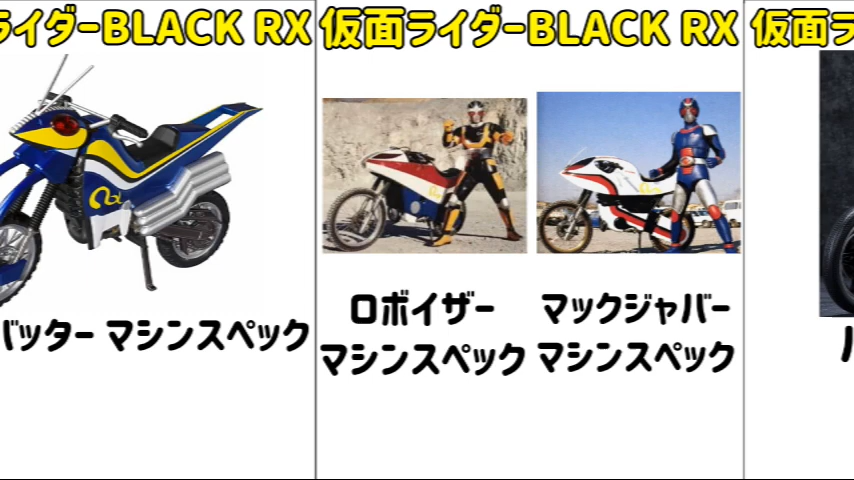 ライダーBLACK RX
バッター マシンスペック
仮面ライダーBLACK RX
ロボイザー
マシンスペック
マックジャバー
マシンスペック
仮面ラ